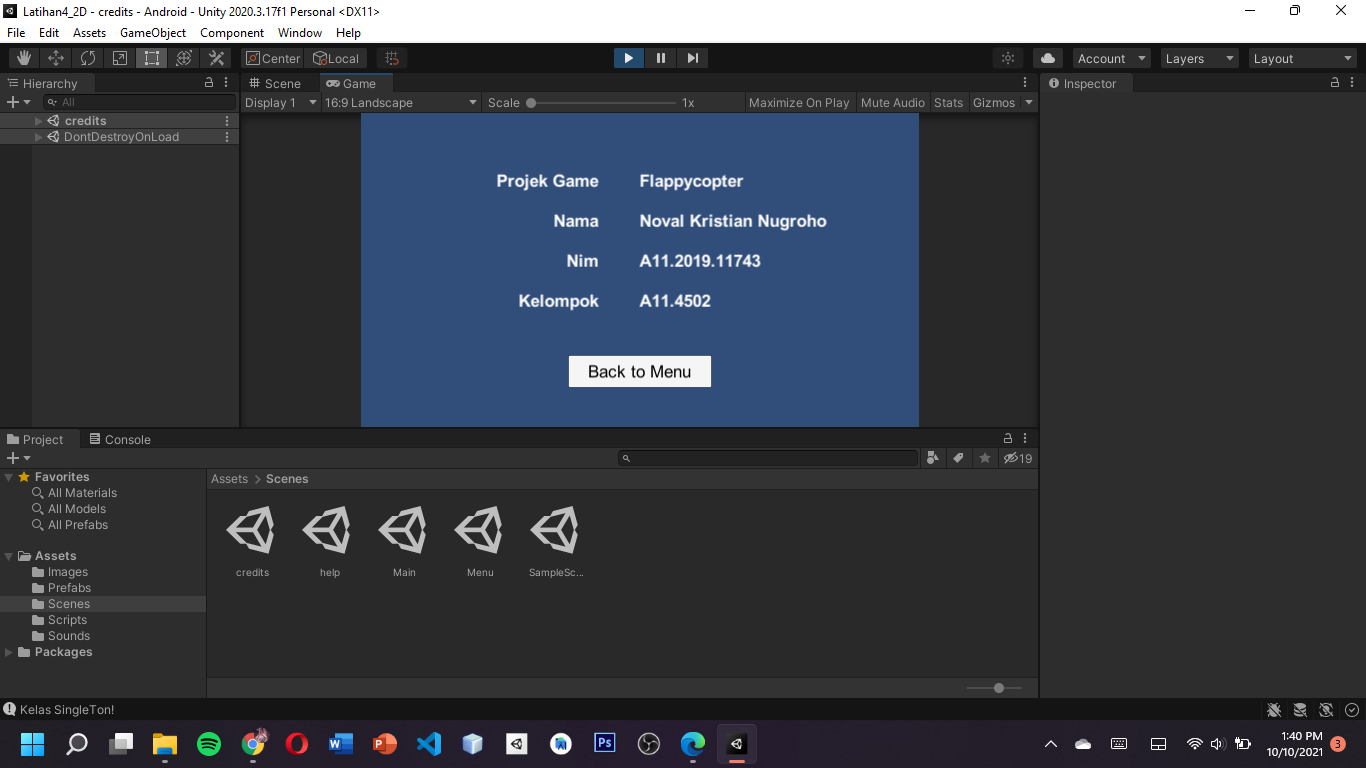 Latihan4_2D - credits - Android - Unity 2020.3.17f1 Personal <DX11>
File Edit Assets GameObject Component Window Help
Center Local Account Layers Layout
Hierarchy Scene Game Inspector
All Display 1 16:9 Landscape Scale 1x Maximize On Play Mute Audio Stats Gizmos
credits
DontDestroyOnLoad
Projek Game Flappycopter
Nama Noval Kristian Nugroho
Nim A11.2019.11743
Kelompok A11.4502
Back to Menu
Project Console
19
Favorites
All Materials
All Models
All Prefabs
Assets
Images
Prefabs
Scenes
Scripts
Sounds
Packages
Assets > Scenes
credits help Main Menu SampleSc...
Kelas SingleTon!
1:40 PM
10/10/2021
3